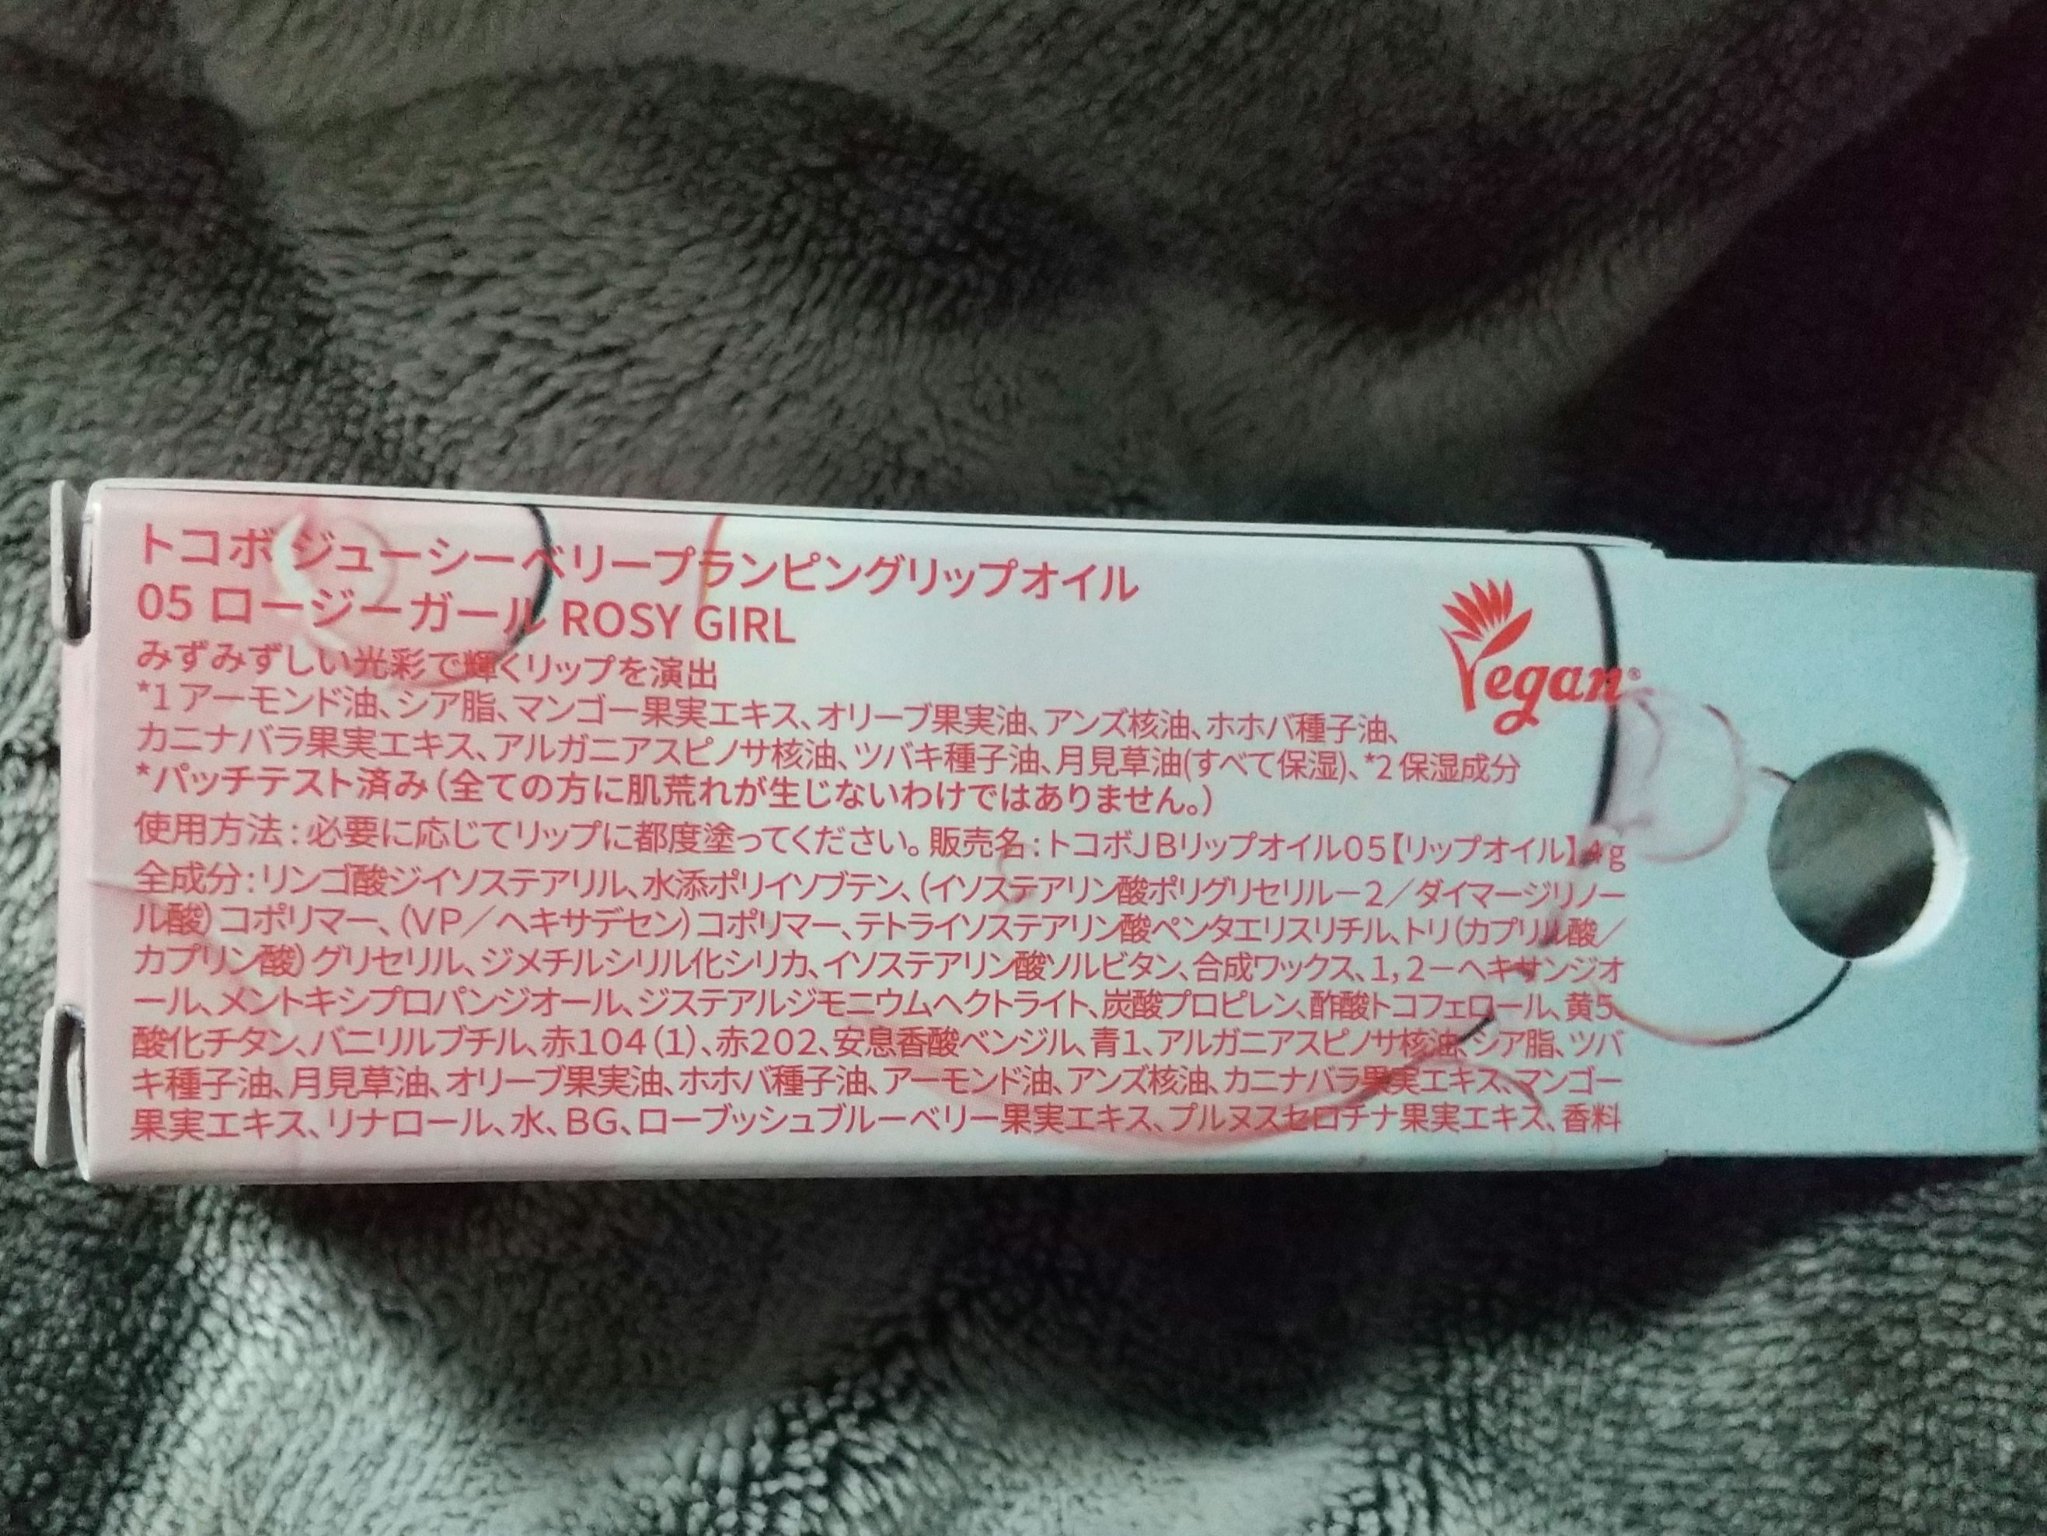 トコボ ジューシーベリープランピングリップオイル
05 ロージーガール ROSY GIRL
みずみずしい光彩で輝くリップを演出
*1 アーモンド油、シア脂、マンゴー果実エキス、オリーブ果実油、アンズ核油、ホホバ種子油、
カニナバラ果実エキス、アルガニアスピノサ核油、ツバキ種子油、月見草油(すべて保湿)、*2 保湿成分
*パッチテスト済み（全ての方に肌荒れが生じないわけではありません。）
使用方法：必要に応じてリップに都度塗ってください。販売名：トコボJBリップオイル05【リップオイル】4g
全成分：リンゴ酸ジイソステアリル、水添ポリイソブテン、（イソステアリン酸ポリグリセリルー2／ダイマージリノー
ル酸）コポリマー、（VP／ヘキサデセン）コポリマー、テトライソステアリン酸ペンタエリスリチル、トリ（カプリル酸／
カプリン酸）グリセリル、ジメチルシリル化シリカ、イソステアリン酸ソルビタン、合成ワックス、1，2ーヘキサンジオ
ール、メントキシプロパンジオール、ジステアルジモニウムヘクトライト、炭酸プロピレン、酢酸トコフェロール、黄5、
酸化チタン、バニリルブチル、赤104（1）、赤202、安息香酸ベンジル、青1、アルガニアスピノサ核油、シア脂、ツバ
キ種子油、月見草油、オリーブ果実油、ホホバ種子油、アーモンド油、アンズ核油、カニナバラ果実エキス、マンゴー
果実エキス、リナロール、水、BG、ローブッシュブルーベリー果実エキス、プルヌスセロチナ果実エキス、香料
Vegan®